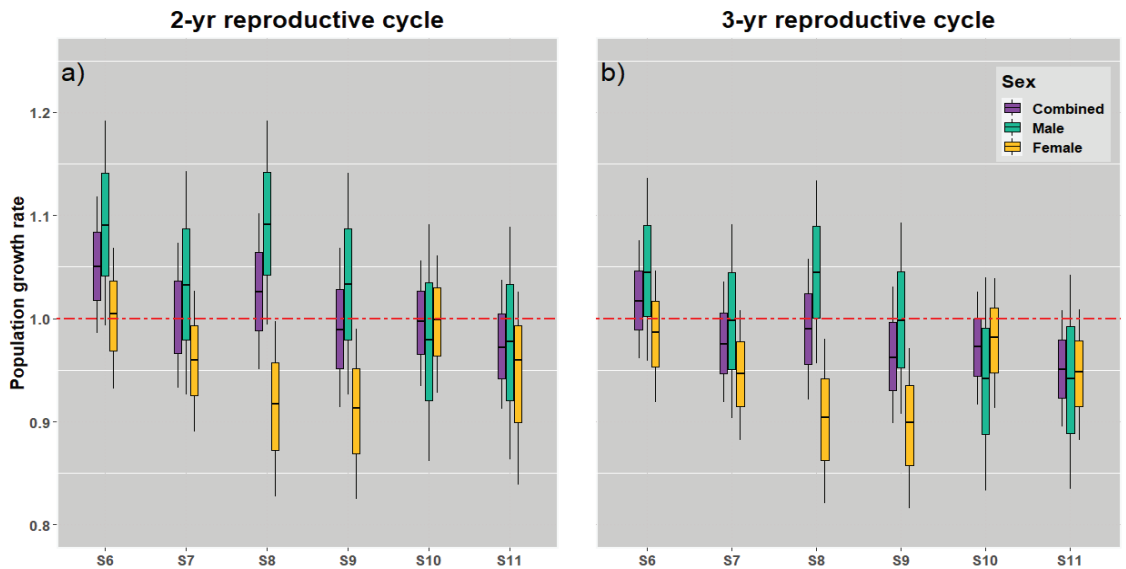 2-yr reproductive cycle
3-yr reproductive cycle
a)
b)
Sex
Combined
Male
Female
Population growth rate
1.2
1.1
1.0
0.9
0.8
S6 S7 S8 S9 S10 S11
S6 S7 S8 S9 S10 S11